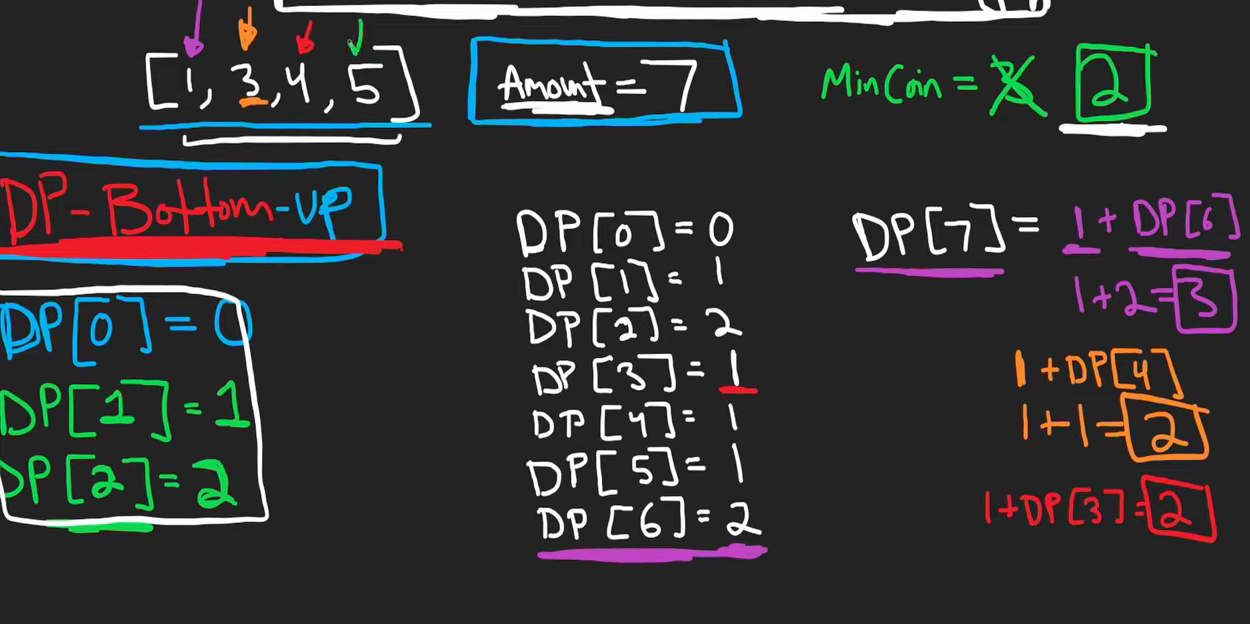 [1, 3, 4, 5]
Amount = 7
MinCoin = 3 2
DP - Bottom - UP
DP[0] = 0
DP[1] = 1
DP[2] = 2
DP[0] = 0
DP[1] = 1
DP[2] = 2
DP[3] = 1
DP[4] = 1
DP[5] = 1
DP[6] = 2
DP[7] = 1 + DP[6]
1 + 2 = 3
1 + DP[4]
1 + 1 = 2
1 + DP[3] = 2